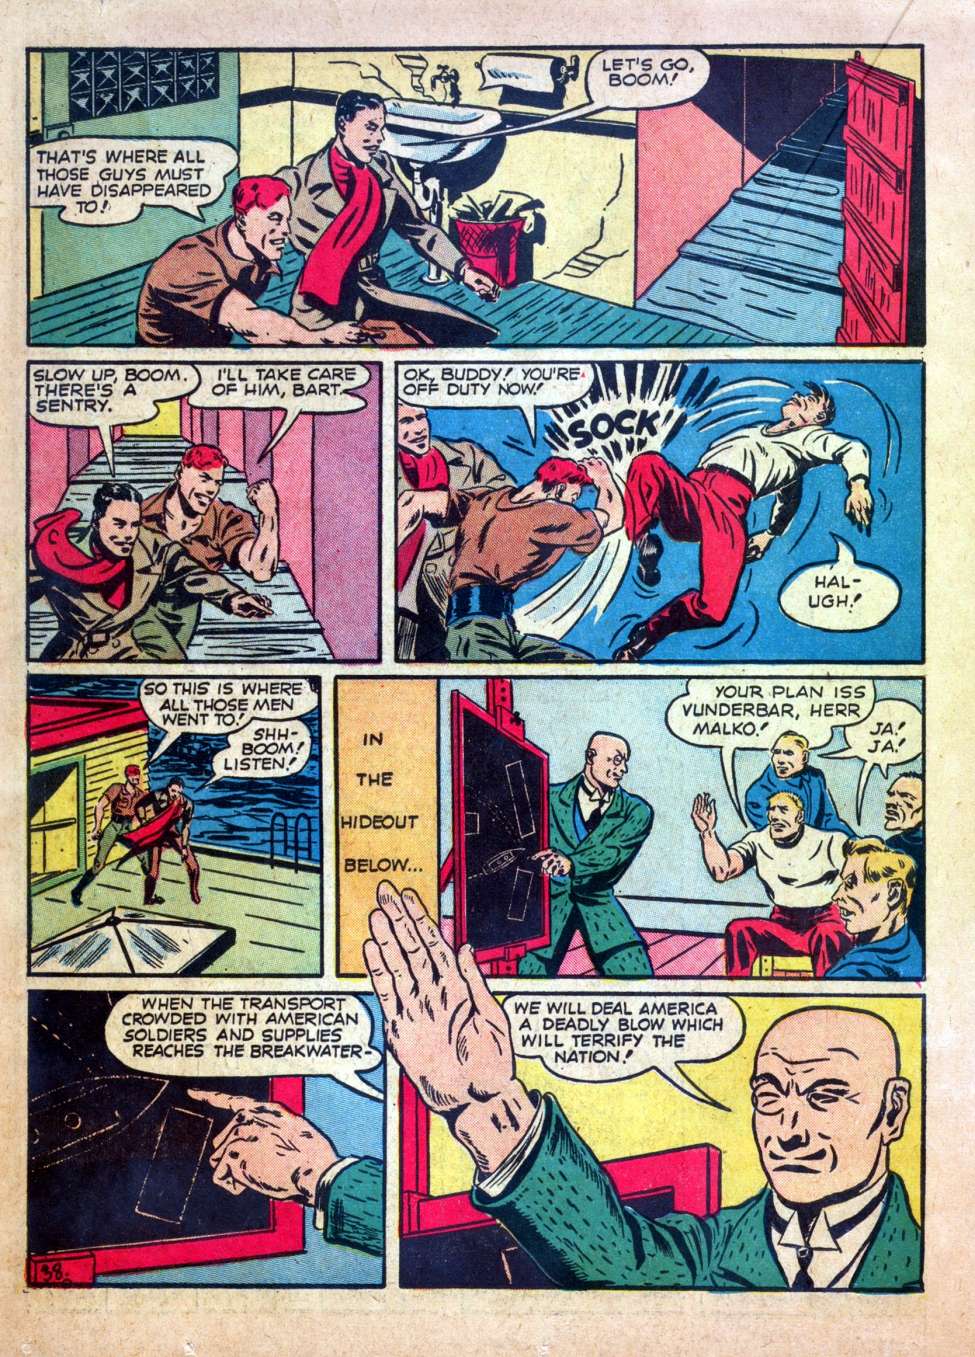 THAT'S WHERE ALL
THOSE GUYS MUST
HAVE DISAPPEARED
TO!
LET'S GO,
BOOM!
SLOW UP, BOOM.
THERE'S A
SENTRY.
I'LL TAKE CARE
OF HIM, BART.
OK, BUDDY! YOU'RE
OFF DUTY NOW!
SOCK
HAL-
UGH!
SO THIS IS WHERE
ALL THOSE MEN
WENT TO!
SHH-
BOOM!
LISTEN!
IN
THE
HIDEOUT
BELOW...
YOUR PLAN ISS
VUNDERBAR, HERR
MALKO!
JA!
JA!
WHEN THE TRANSPORT
CROWDED WITH AMERICAN
SOLDIERS AND SUPPLIES
REACHES THE BREAKWATER-
WE WILL DEAL AMERICA
A DEADLY BLOW WHICH
WILL TERRIFY THE
NATION!
38